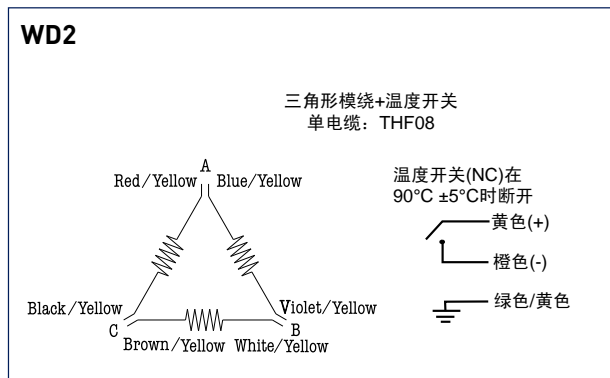 WD2
三角形模绕+温度开关
单电缆：THF08
A
Red/Yellow Blue/Yellow
温度开关(NC)在
90°C ±5°C时断开
黄色(+)
橙色(-)
绿色/黄色
Black/Yellow Violet/Yellow
C B
Brown/Yellow White/Yellow